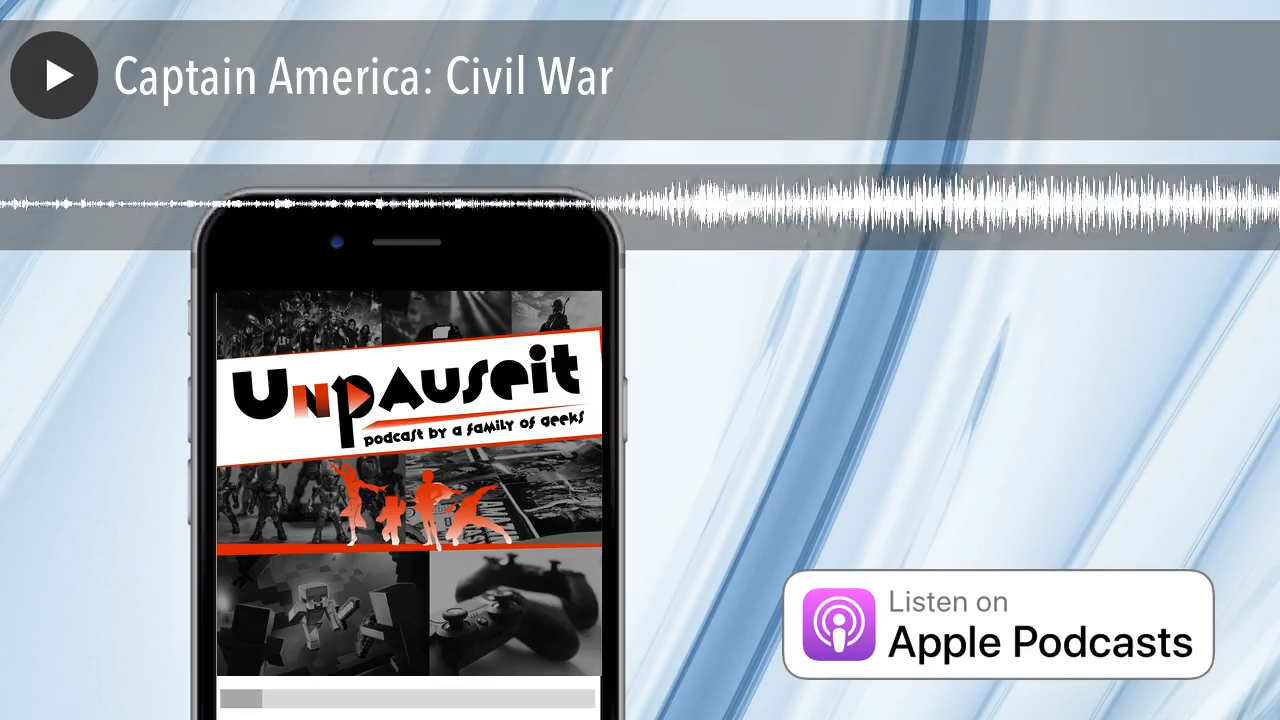 Captain America: Civil War
Unpauseit
podcast by a family of geeks
Listen on
Apple Podcasts